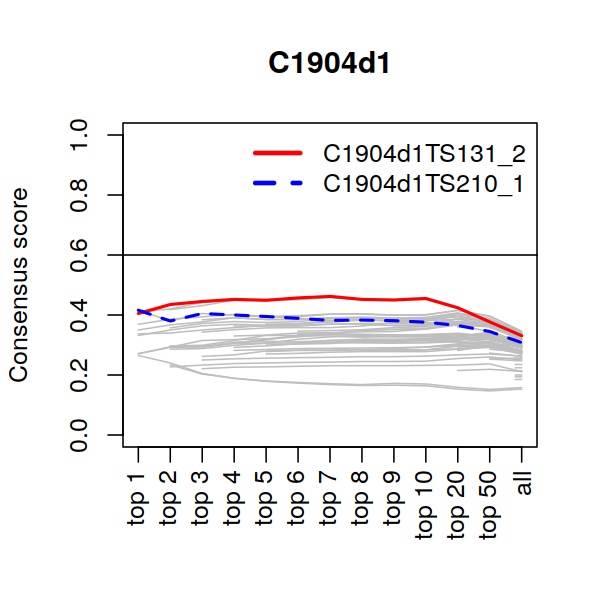 C1904d1
C1904d1TS131_2
C1904d1TS210_1
Consensus score
1.0
0.8
0.6
0.4
0.2
0.0
top 1
top 2
top 3
top 4
top 5
top 6
top 7
top 8
top 9
top 10
top 20
top 50
all